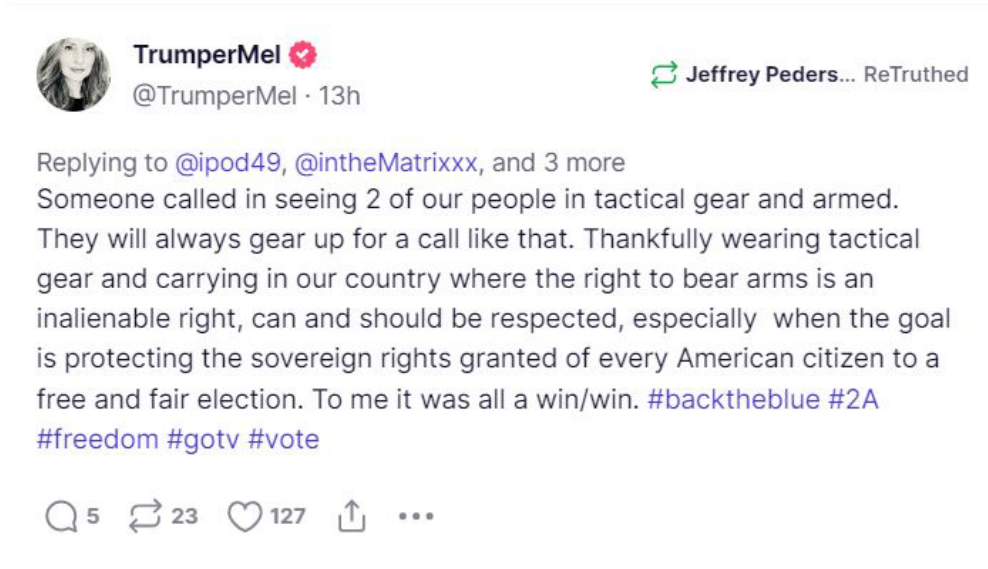 TrumperMel
@TrumperMel · 13h
Jeffrey Peders... ReTruthed
Replying to @ipod49, @intheMatrixxx, and 3 more
Someone called in seeing 2 of our people in tactical gear and armed.
They will always gear up for a call like that. Thankfully wearing tactical
gear and carrying in our country where the right to bear arms is an
inalienable right, can and should be respected, especially  when the goal
is protecting the sovereign rights granted of every American citizen to a
free and fair election. To me it was all a win/win. #backtheblue #2A
#freedom #gotv #vote
5 23 127